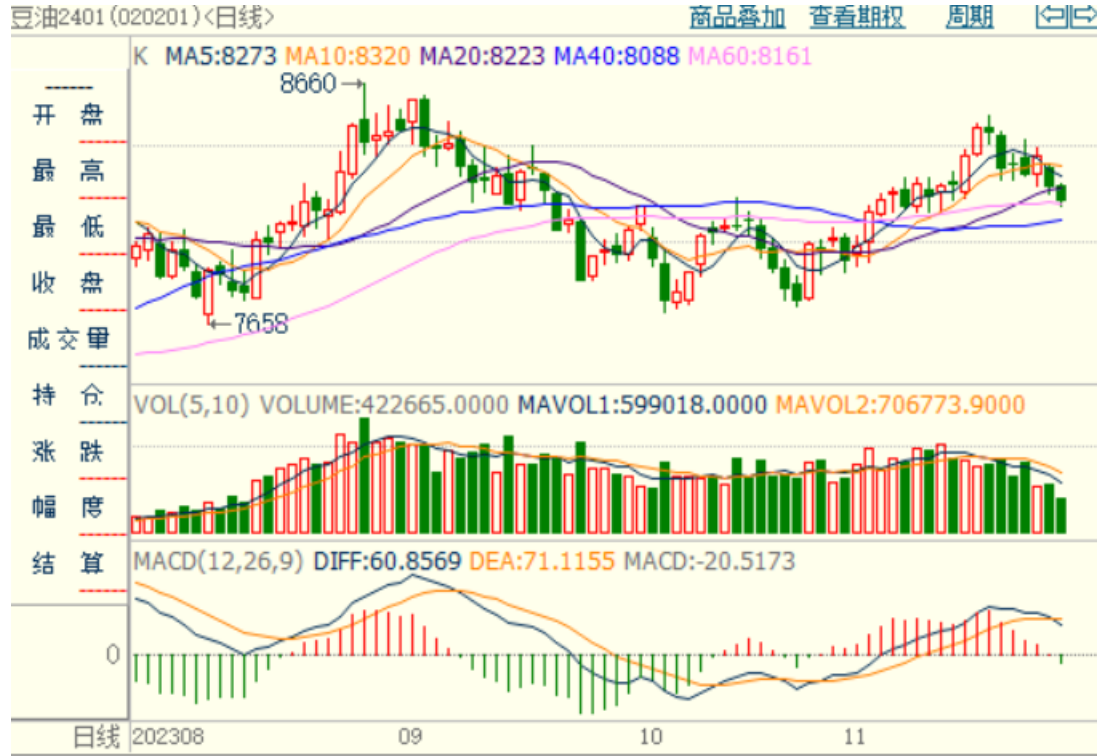 豆油2401(020201)<日线> 商品叠加 查看期权 周期
K MA5:8273 MA10:8320 MA20:8223 MA40:8088 MA60:8161
------
开 盘
最 高
最 低
收 盘
成交量
持 仓
涨 跌
幅 度
结 算
8660→
←7658
VOL(5,10) VOLUME:422665.0000 MAVOL1:599018.0000 MAVOL2:706773.9000
MACD(12,26,9) DIFF:60.8569 DEA:71.1155 MACD:-20.5173
0
日线 202308 09 10 11